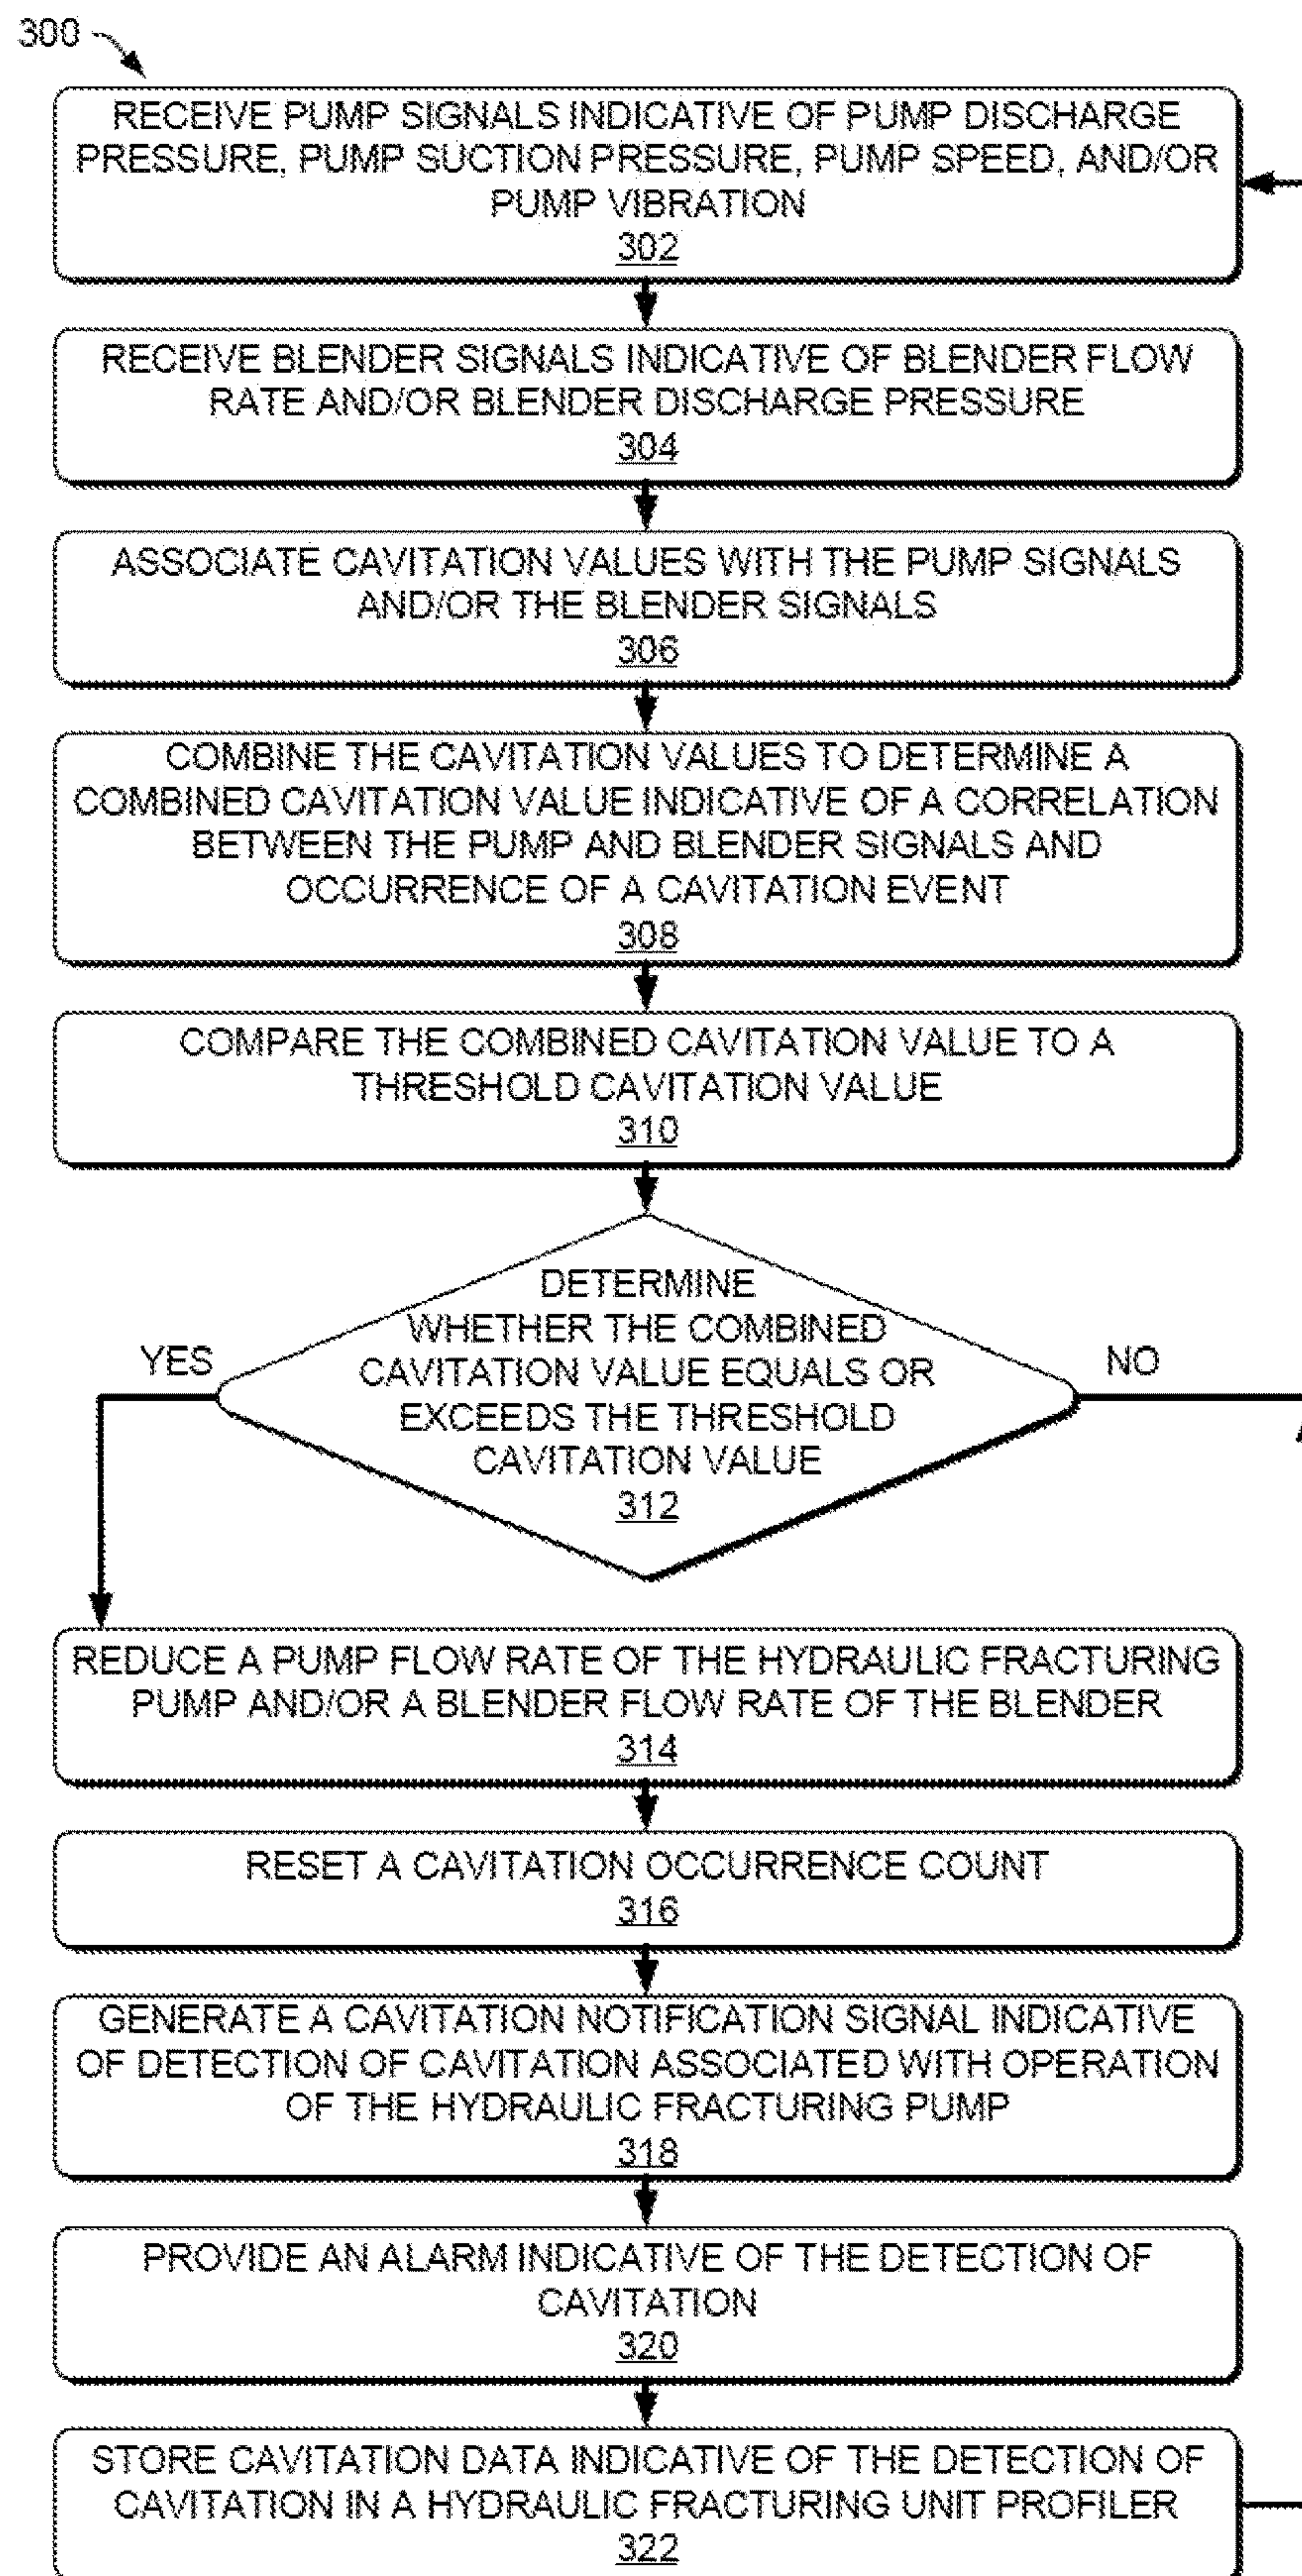 300
RECEIVE PUMP SIGNALS INDICATIVE OF PUMP DISCHARGE
PRESSURE, PUMP SUCTION PRESSURE, PUMP SPEED, AND/OR
PUMP VIBRATION
302
RECEIVE BLENDER SIGNALS INDICATIVE OF BLENDER FLOW
RATE AND/OR BLENDER DISCHARGE PRESSURE
304
ASSOCIATE CAVITATION VALUES WITH THE PUMP SIGNALS
AND/OR THE BLENDER SIGNALS
306
COMBINE THE CAVITATION VALUES TO DETERMINE A
COMBINED CAVITATION VALUE INDICATIVE OF A CORRELATION
BETWEEN THE PUMP AND BLENDER SIGNALS AND
OCCURRENCE OF A CAVITATION EVENT
308
COMPARE THE COMBINED CAVITATION VALUE TO A
THRESHOLD CAVITATION VALUE
310
DETERMINE
WHETHER THE COMBINED
CAVITATION VALUE EQUALS OR
EXCEEDS THE THRESHOLD
CAVITATION VALUE
312
YES
NO
REDUCE A PUMP FLOW RATE OF THE HYDRAULIC FRACTURING
PUMP AND/OR A BLENDER FLOW RATE OF THE BLENDER
314
RESET A CAVITATION OCCURRENCE COUNT
316
GENERATE A CAVITATION NOTIFICATION SIGNAL INDICATIVE
OF DETECTION OF CAVITATION ASSOCIATED WITH OPERATION
OF THE HYDRAULIC FRACTURING PUMP
318
PROVIDE AN ALARM INDICATIVE OF THE DETECTION OF
CAVITATION
320
STORE CAVITATION DATA INDICATIVE OF THE DETECTION OF
CAVITATION IN A HYDRAULIC FRACTURING UNIT PROFILER
322